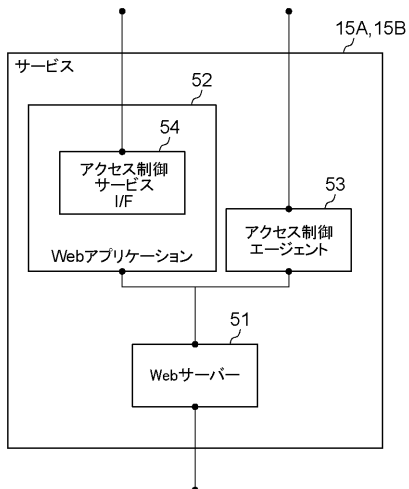 15A,15B
サービス
52
54
アクセス制御
サービス
I/F
Webアプリケーション
53
アクセス制御
エージェント
51
Webサーバー